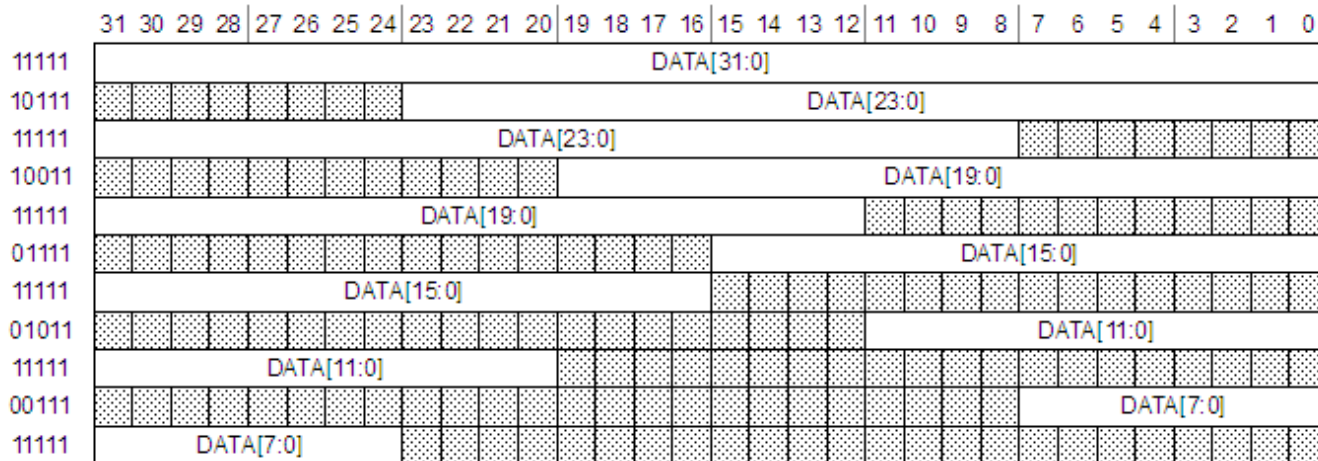 31 30 29 28 27 26 25 24 23 22 21 20 19 18 17 16 15 14 13 12 11 10 9 8 7 6 5 4 3 2 1 0
11111 DATA[31:0]
10111 DATA[23:0]
11111 DATA[23:0]
10011 DATA[19:0]
11111 DATA[19:0]
01111 DATA[15:0]
11111 DATA[15:0]
01011 DATA[11:0]
11111 DATA[11:0]
00111 DATA[7:0]
11111 DATA[7:0]